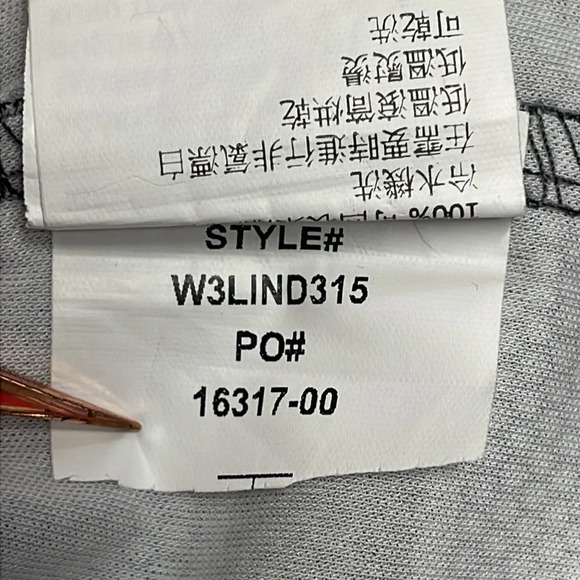 100%
冷水機洗
在需要時進行非氯漂白
低溫滾筒烘乾
低溫熨燙
可乾洗
STYLE#
W3LIND315
PO#
16317-00